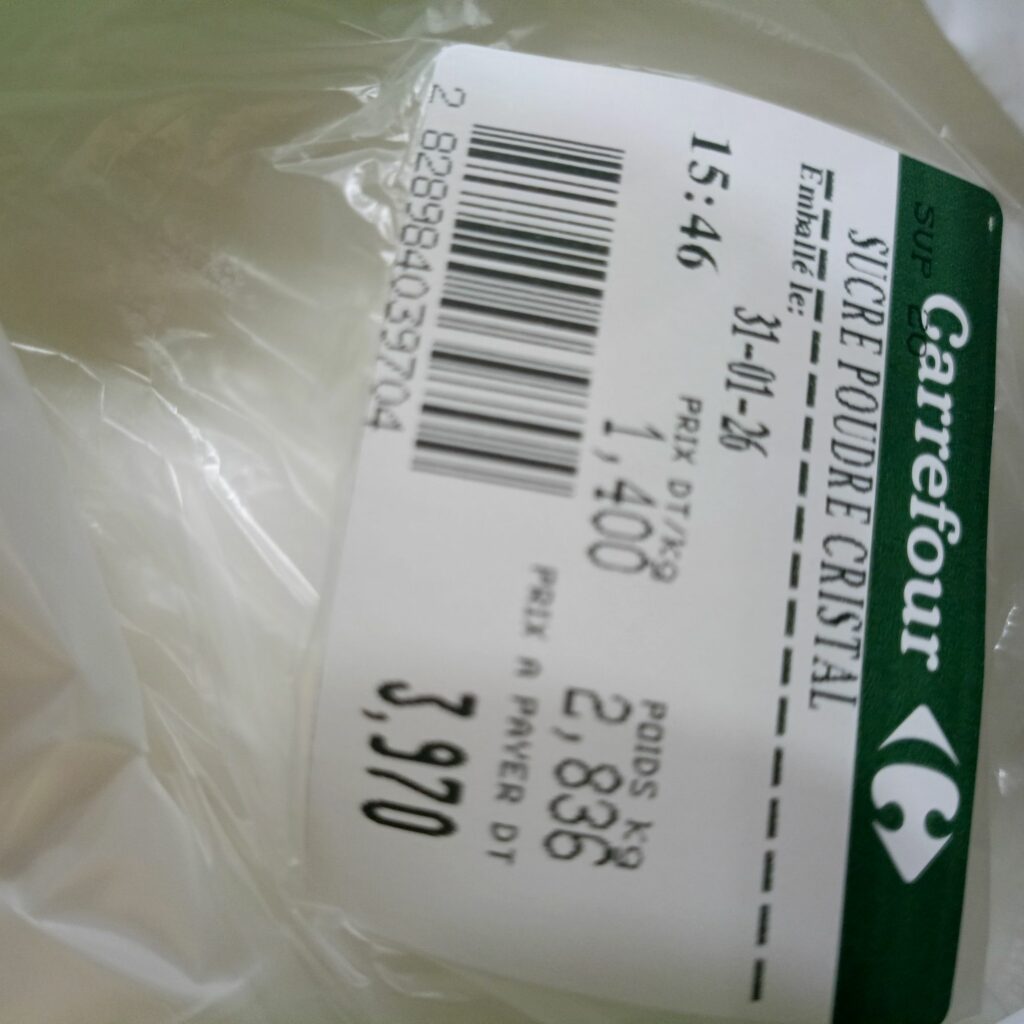 Carrefour
SUP
SUCRE POUDRE CRISTAL
Emballé le:
31-01-26
15:46
PRIX DT/kg
POIDS kg
1,400
2,836
PRIX A PAYER DT
3,970
2 828984039704